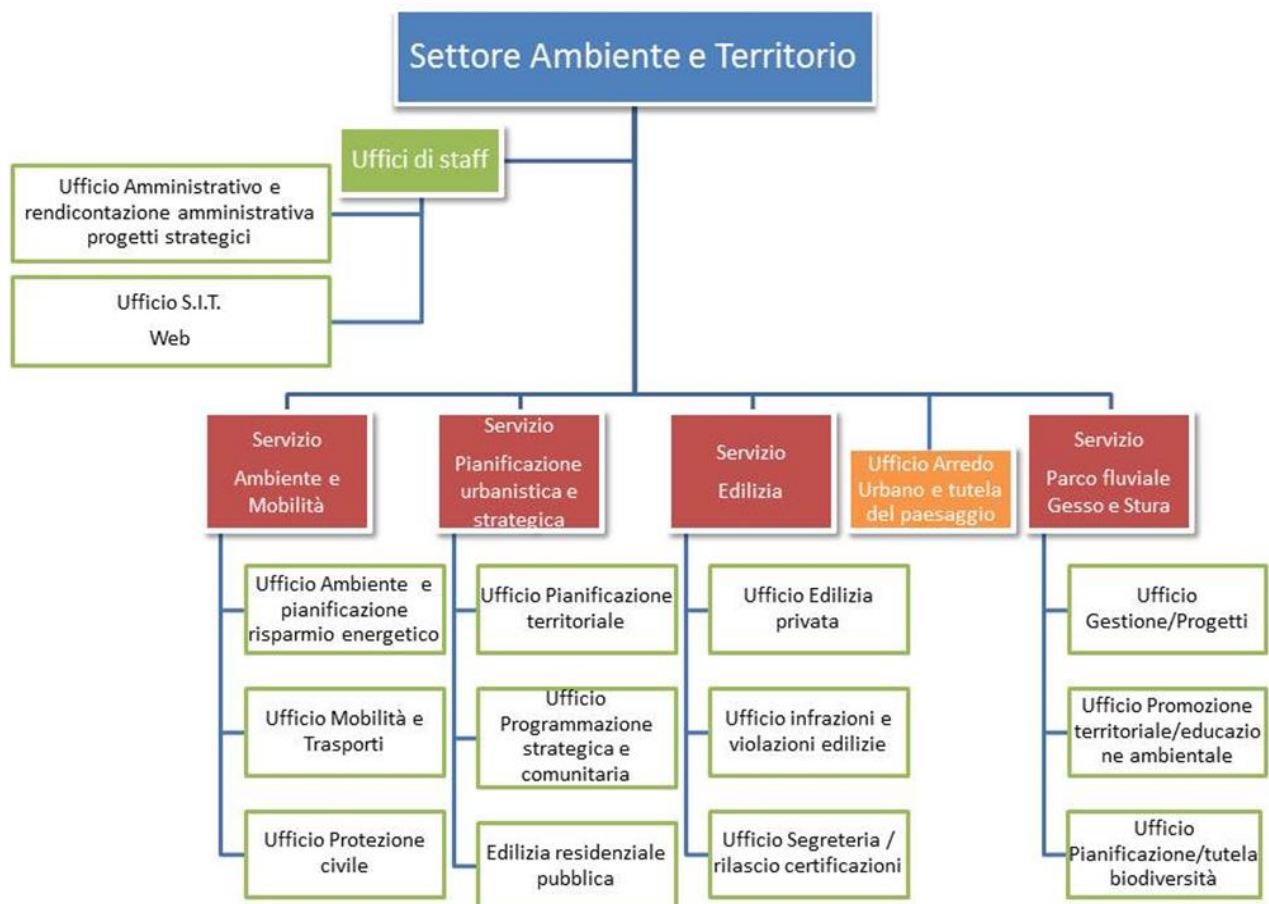 Settore Ambiente e Territorio
Uffici di staff
Ufficio Amministrativo e
rendicontazione amministrativa
progetti strategici
Ufficio S.I.T.
Web
Servizio
Ambiente e
Mobilità
Servizio
Pianificazione
urbanistica e
strategica
Servizio
Edilizia
Ufficio Arredo
Urbano e tutela
del paesaggio
Servizio
Parco fluviale
Gesso e Stura
Ufficio Ambiente e
pianificazione
risparmio energetico
Ufficio Mobilità e
Trasporti
Ufficio Protezione
civile
Ufficio Pianificazione
territoriale
Ufficio
Programmazione
strategica e
comunitaria
Edilizia residenziale
pubblica
Ufficio Edilizia
privata
Ufficio infrazioni e
violazioni edilizie
Ufficio Segreteria /
rilascio certificazioni
Ufficio
Gestione/Progetti
Ufficio Promozione
territoriale/educazio
ne ambientale
Ufficio
Pianificazione/tutela
biodiversità